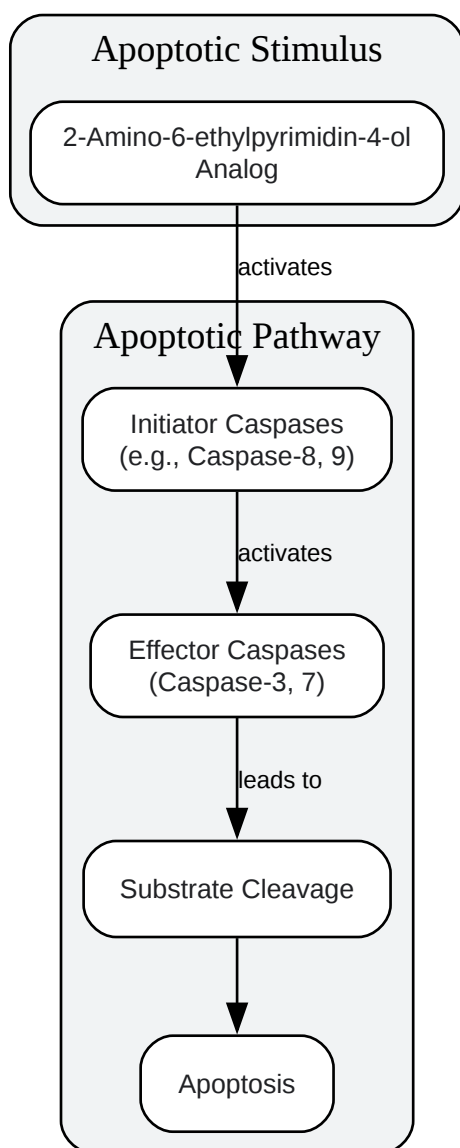 Apoptotic Stimulus
2-Amino-6-ethylpyrimidin-4-ol
Analog
activates
Apoptotic Pathway
Initiator Caspases
(e.g., Caspase-8, 9)
activates
Effector Caspases
(Caspase-3, 7)
leads to
Substrate Cleavage
Apoptosis